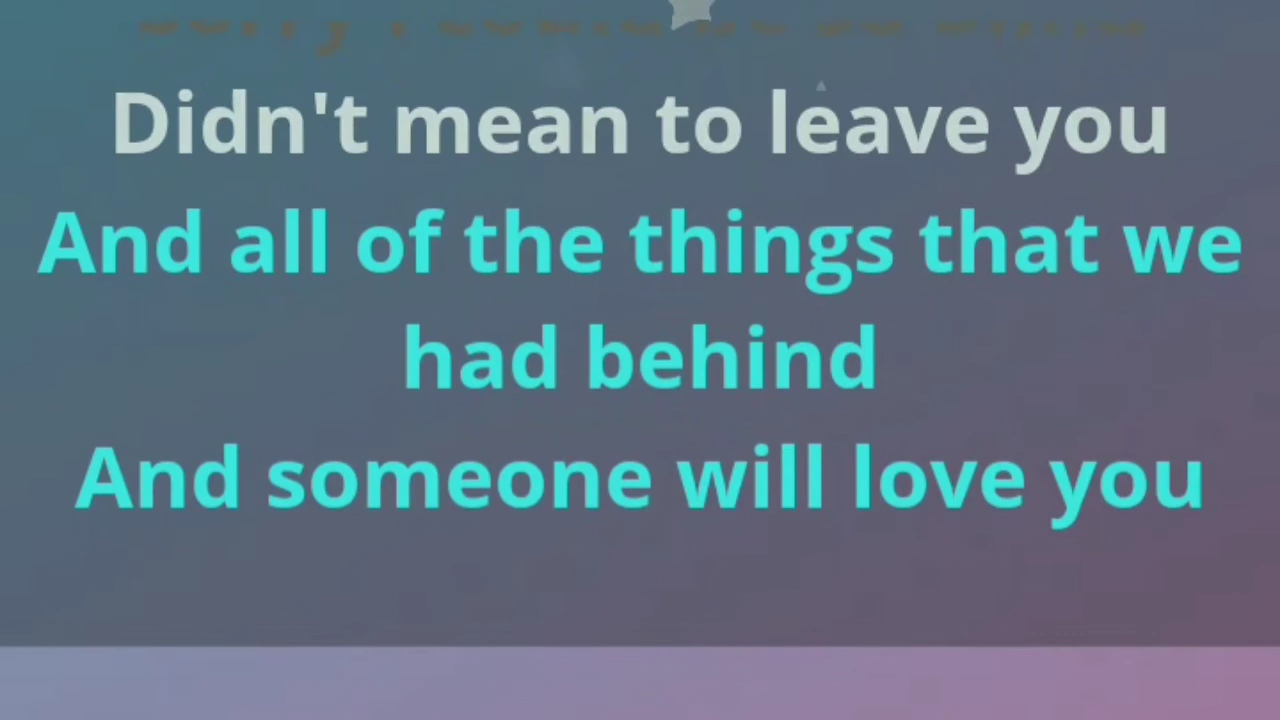 Didn't mean to leave you
And all of the things that we
had behind
And someone will love you